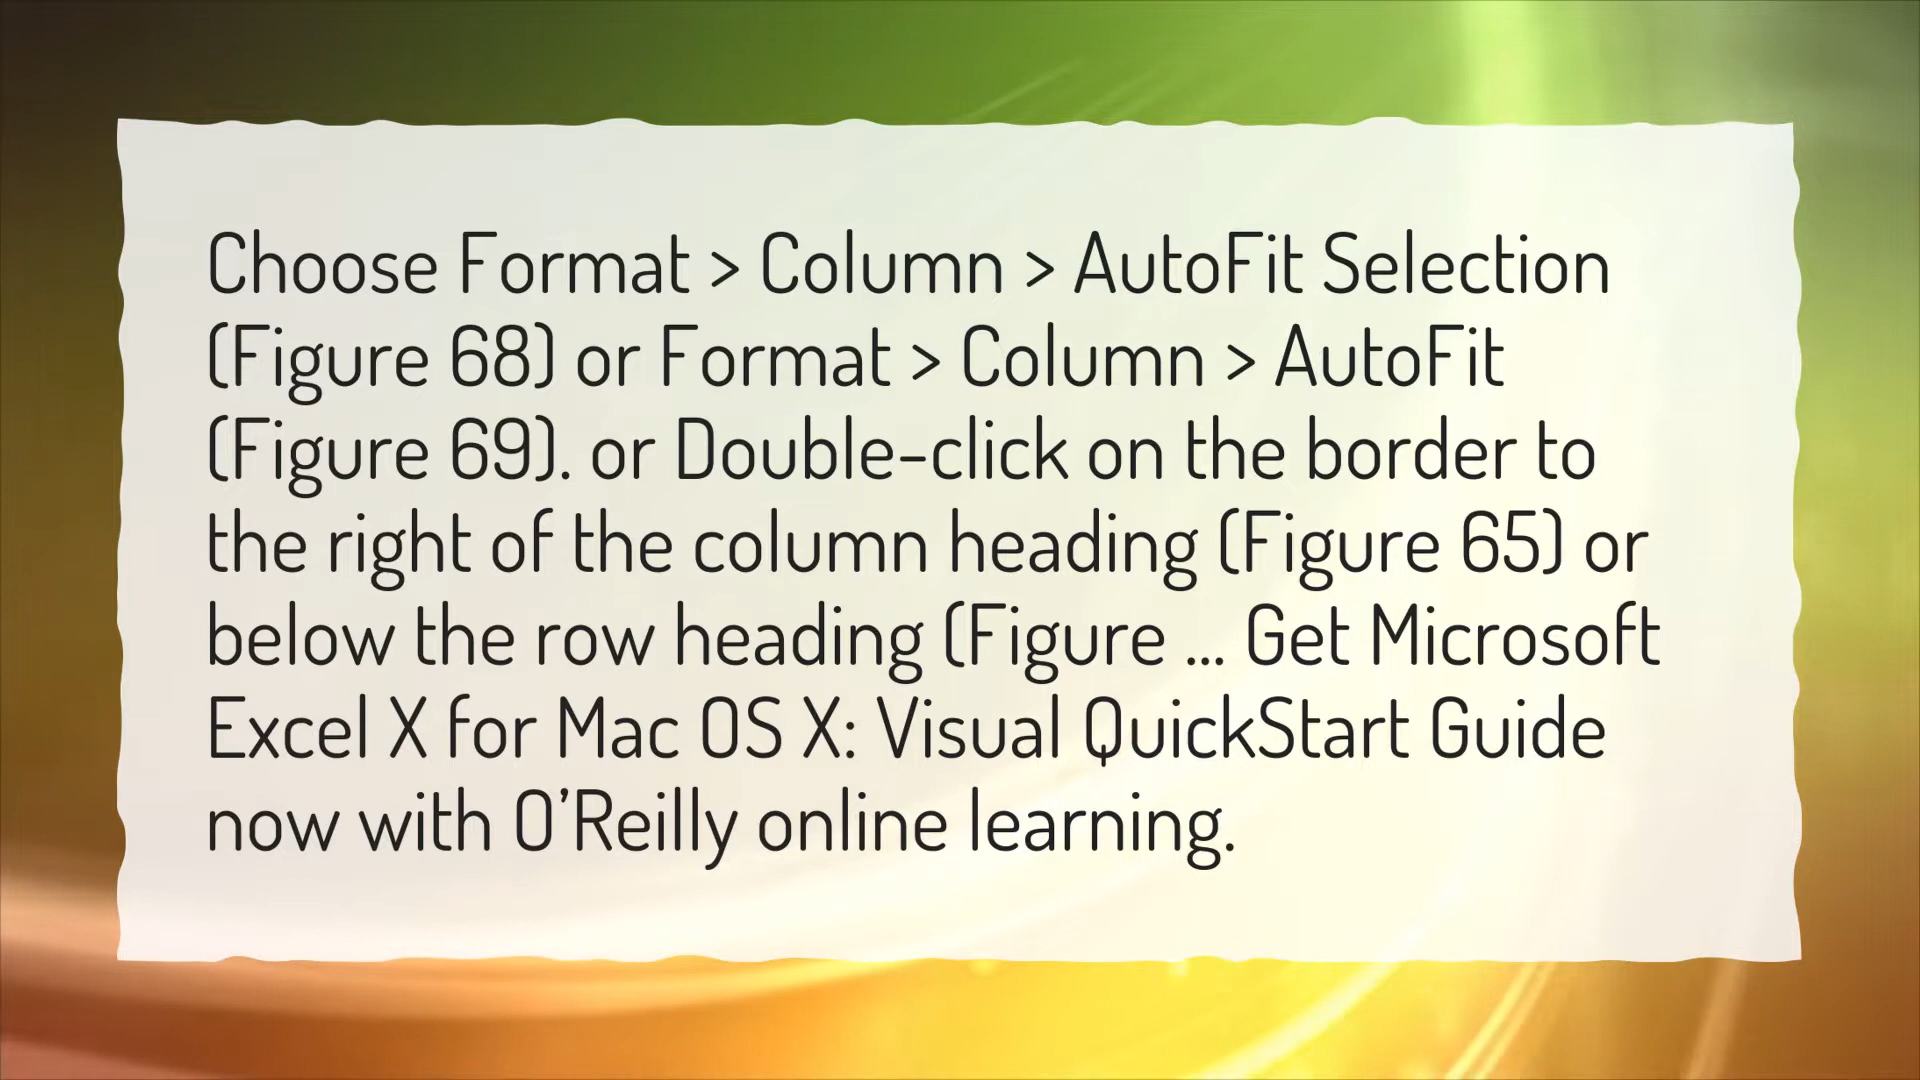 Choose Format > Column > AutoFit Selection
(Figure 68) or Format > Column > AutoFit
(Figure 69). or Double-click on the border to
the right of the column heading (Figure 65) or
below the row heading (Figure ... Get Microsoft
Excel X for Mac OS X: Visual QuickStart Guide
now with O’Reilly online learning.